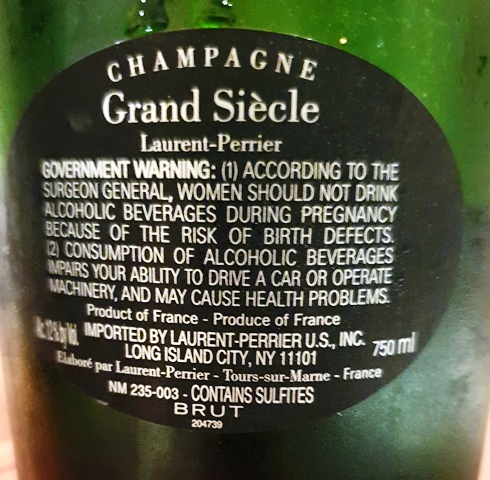 CHAMPAGNE
Grand Siècle
Laurent-Perrier
GOVERNMENT WARNING: (1) ACCORDING TO THE
SURGEON GENERAL, WOMEN SHOULD NOT DRINK
ALCOHOLIC BEVERAGES DURING PREGNANCY
BECAUSE OF THE RISK OF BIRTH DEFECTS.
(2) CONSUMPTION OF ALCOHOLIC BEVERAGES
IMPAIRS YOUR ABILITY TO DRIVE A CAR OR OPERATE
MACHINERY, AND MAY CAUSE HEALTH PROBLEMS.
Product of France - Produce of France
Alc. 12% by Vol. IMPORTED BY LAURENT-PERRIER U.S., INC. 750 ml
LONG ISLAND CITY, NY 11101
Elaboré par Laurent-Perrier - Tours-sur-Marne - France
NM 235-003 - CONTAINS SULFITES
BRUT
204739